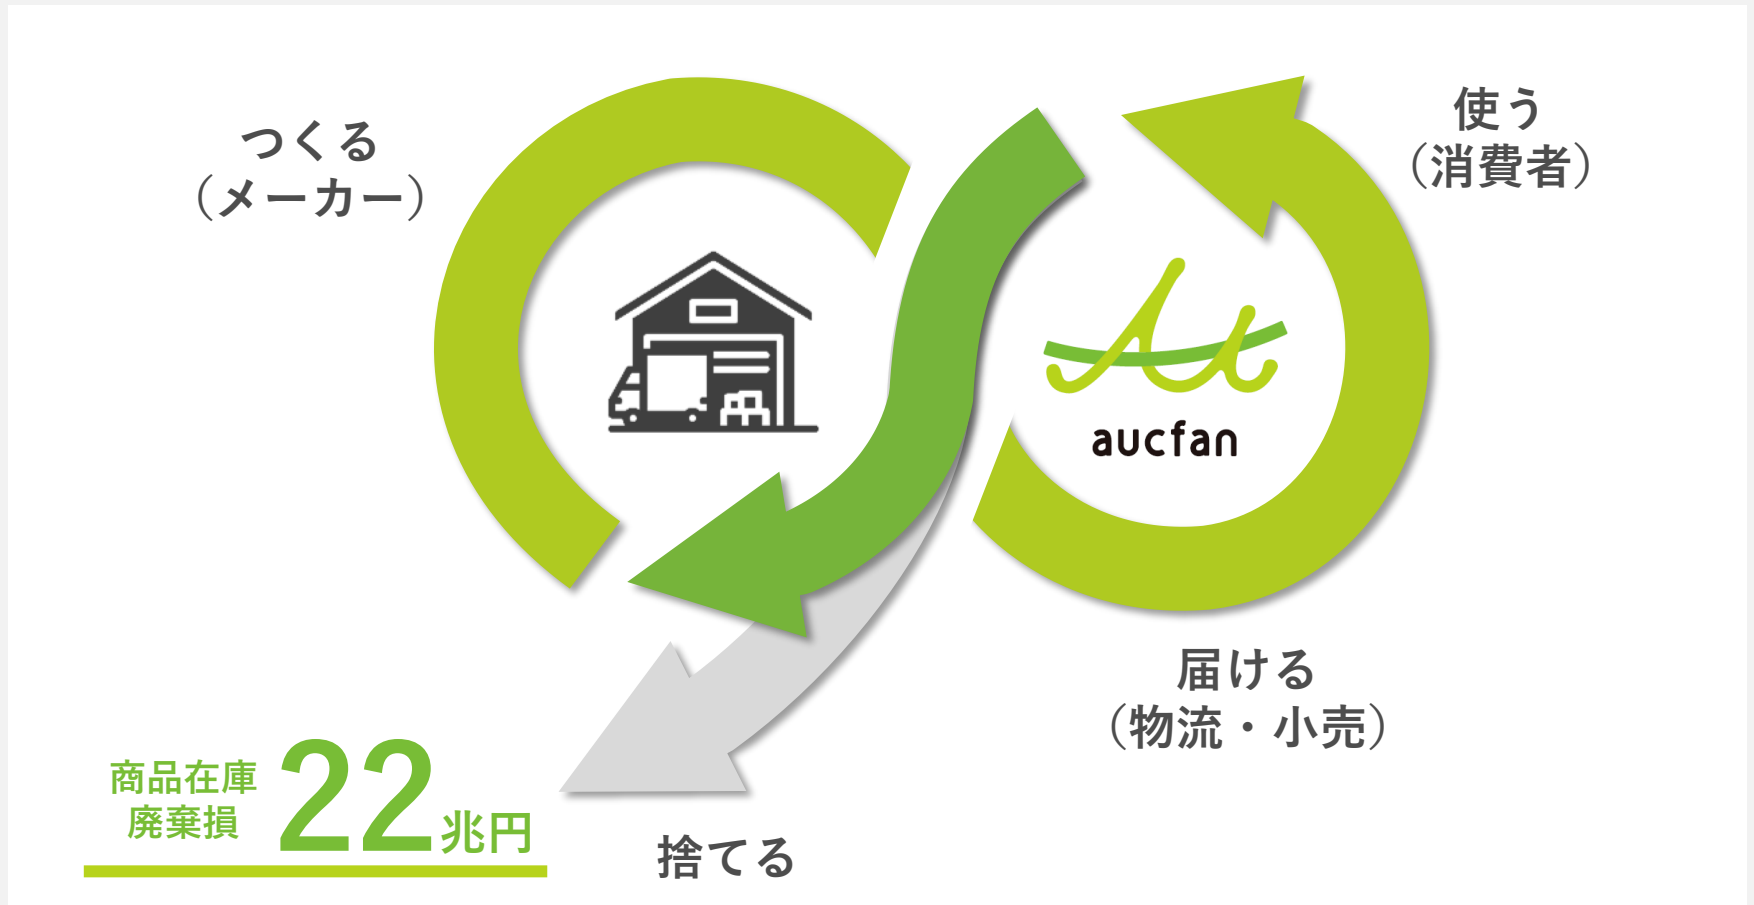 つくる
（メーカー）
使う
（消費者）
aucfan
届ける
（物流・小売）
商品在庫
廃棄損
22兆円
捨てる